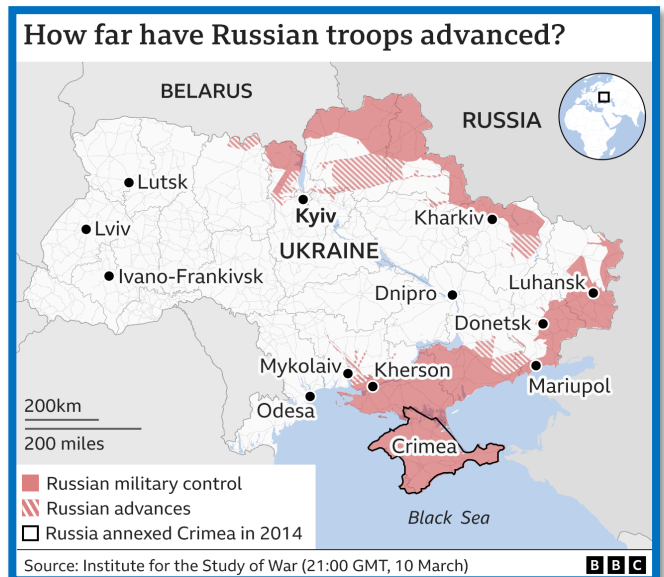 How far have Russian troops advanced?
BELARUS
RUSSIA
Lutsk
Kyiv
Lviv
Kharkiv
UKRAINE
Ivano-Frankivsk
Luhansk
Dnipro
Donetsk
Mykolaiv
Kherson
Mariupol
Odesa
200km
200 miles
Crimea
Russian military control
Russian advances
Black Sea
Russia annexed Crimea in 2014
Source: Institute for the Study of War (21:00 GMT, 10 March)
BBC